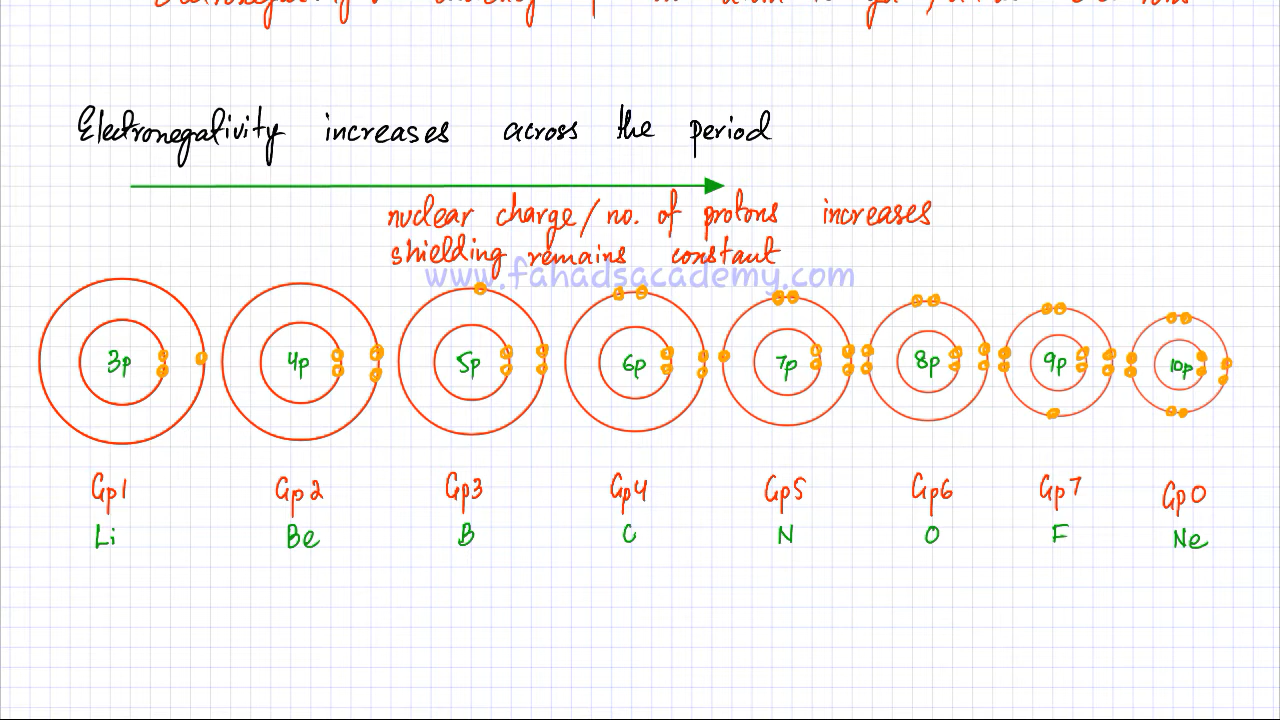 Electronegativity increases across the period
nuclear charge/no. of protons increases
shielding remains constant
www.fahadsacademy.com
3p 4p 5p 6p 7p 8p 9p 10p
Gp1 Gp2 Gp3 Gp4 Gp5 Gp6 Gp7 Gp0
Li Be B C N O F Ne